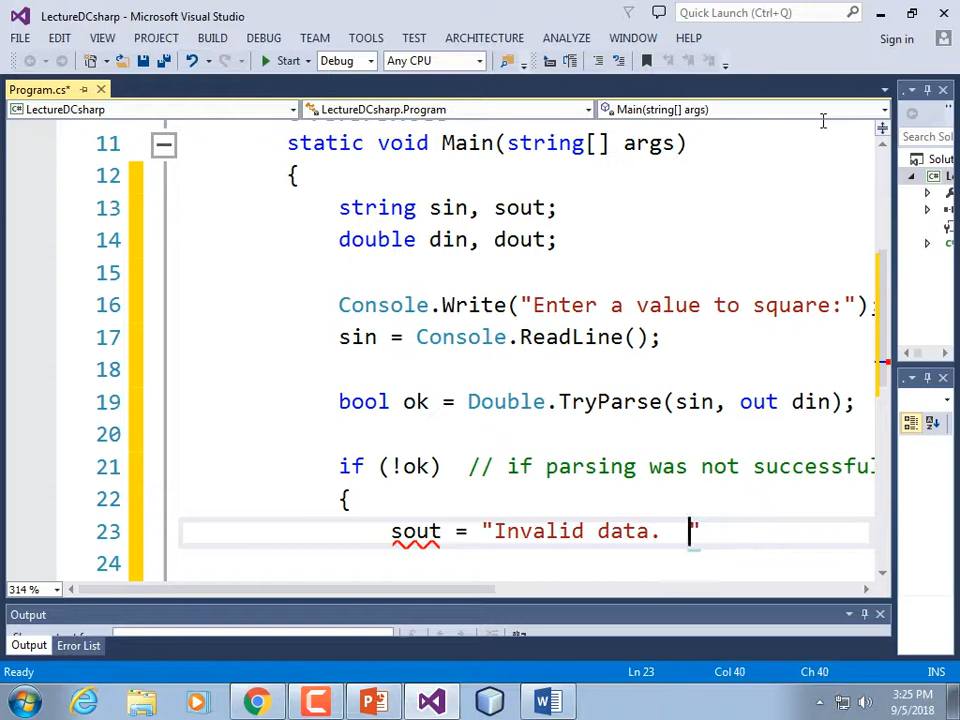 LectureDCsharp - Microsoft Visual Studio
Quick Launch (Ctrl+Q)
FILE EDIT VIEW PROJECT BUILD DEBUG TEAM TOOLS TEST ARCHITECTURE ANALYZE WINDOW HELP Sign in
Start Debug Any CPU
Program.cs*
LectureDCsharp LectureDCsharp.Program Main(string[] args)
Search
11 static void Main(string[] args)
12 {
13 string sin, sout;
14 double din, dout;
15
16 Console.Write("Enter a value to square:");
17 sin = Console.ReadLine();
18
19 bool ok = Double.TryParse(sin, out din);
20
21 if (!ok) // if parsing was not successful
22 {
23 sout = "Invalid data. "
24
Solut
314 %
Output
Output Error List
Ready Ln 23 Col 40 Ch 40 INS
3:25 PM
9/5/2018